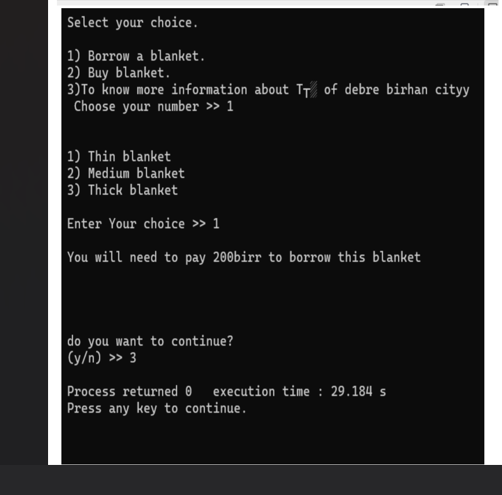 Select your choice.
1) Borrow a blanket.
2) Buy blanket.
3)To know more information about of debre birhan cityy
Choose your number >> 1
1) Thin blanket
2) Medium blanket
3) Thick blanket
Enter Your choice >> 1
You will need to pay 200birr to borrow this blanket
do you want to continue?
(y/n) >> 3
Process returned 0   execution time : 29.184 s
Press any key to continue.